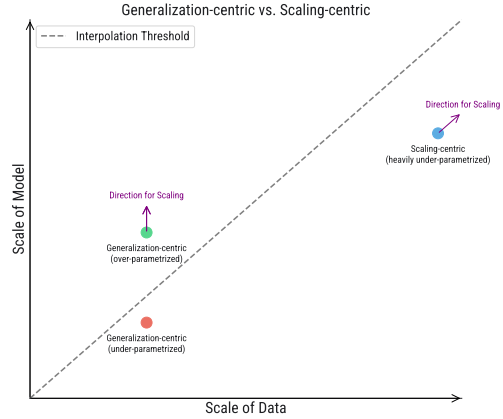 Generalization-centric vs. Scaling-centric
Interpolation Threshold
Direction for Scaling
Scaling-centric
(heavily under-parametrized)
Direction for Scaling
Generalization-centric
(over-parametrized)
Generalization-centric
(under-parametrized)
Scale of Model
Scale of Data